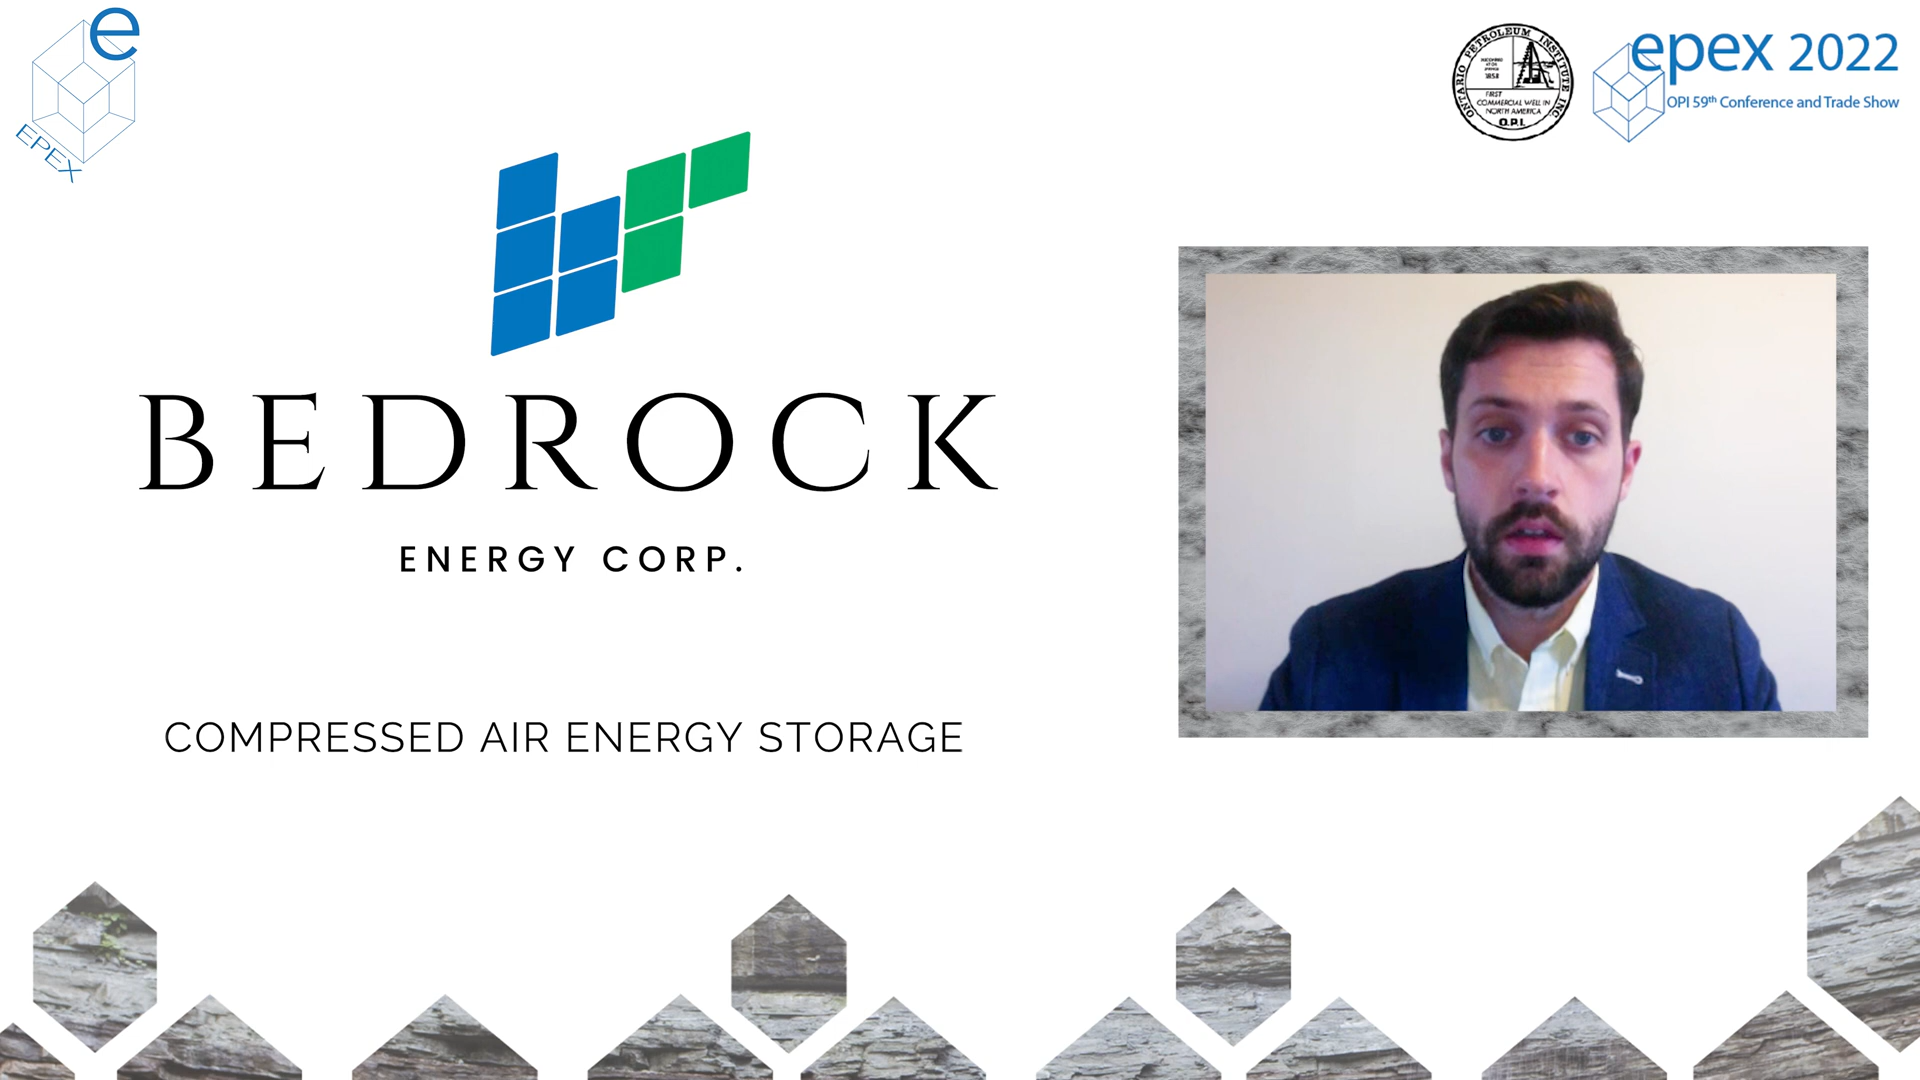 e
EPEX
ONTARIO PETROLEUM INSTITUTE INC.
1858
FIRST
COMMERCIAL WELL IN
NORTH AMERICA
O.P.I.
epex 2022
OPI 59th Conference and Trade Show
BEDROCK
ENERGY CORP.
COMPRESSED AIR ENERGY STORAGE